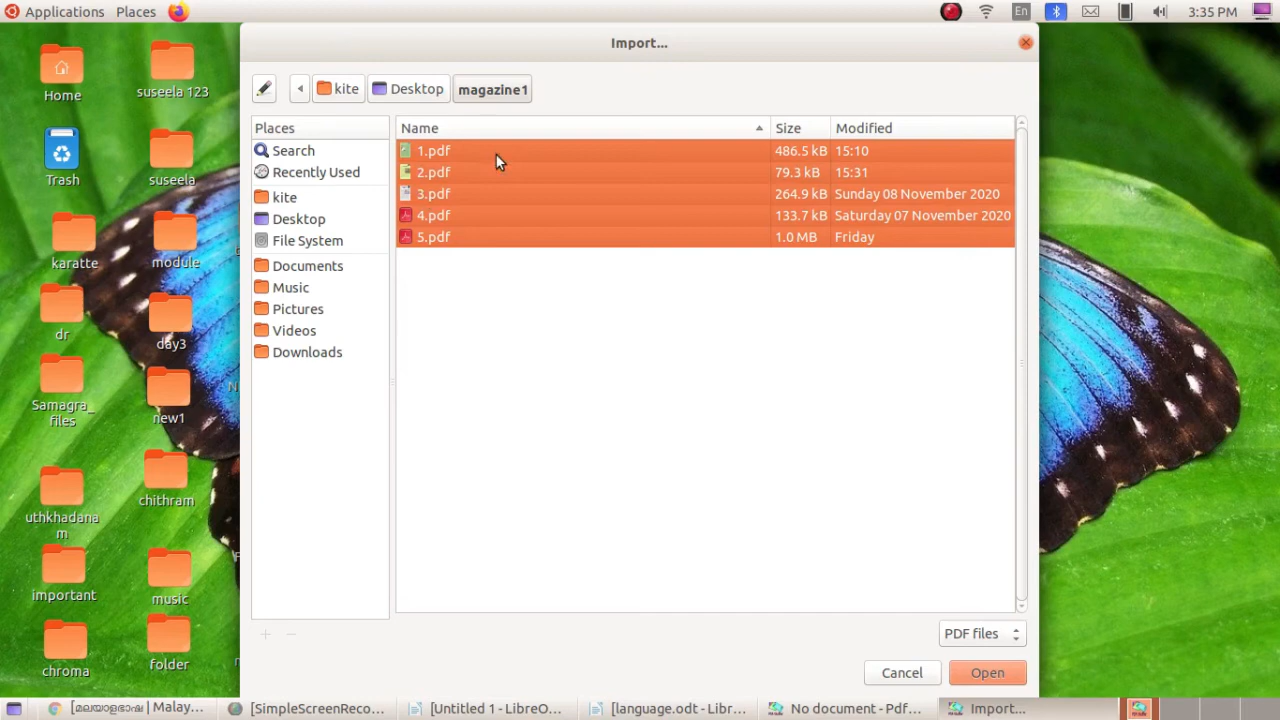 Applications Places En 3:35 PM
Import...
kite Desktop magazine1
Places
Search
Recently Used
kite
Desktop
File System
Documents
Music
Pictures
Videos
Downloads
Name Size Modified
1.pdf 486.5 kB 15:10
2.pdf 79.3 kB 15:31
3.pdf 264.9 kB Sunday 08 November 2020
4.pdf 133.7 kB Saturday 07 November 2020
5.pdf 1.0 MB Friday
PDF files
Cancel Open
Home suseela 123
Trash suseela
karatte module
dr day3
Samagra_
files
new1
uthkhadana
m
chithram
important music
chroma folder
[മലയാളഭാഷ | Malay... [SimpleScreenReco... [Untitled 1 - LibreO... [language.odt - Libr... No document - Pdf... Import...